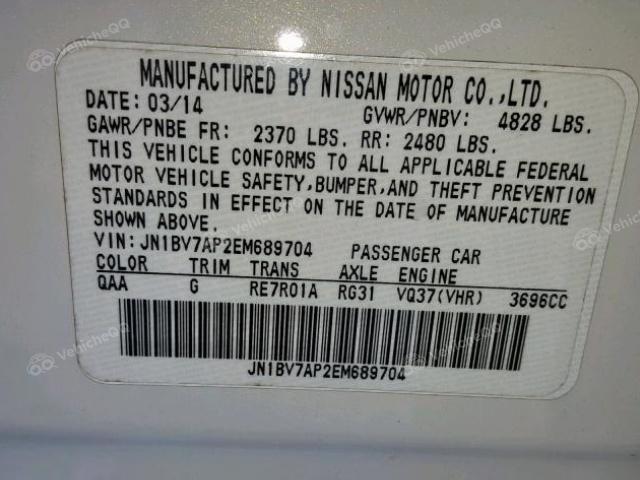 MANUFACTURED BY NISSAN MOTOR CO.,LTD.
DATE: 03/14 GVWR/PNBV: 4828 LBS.
GAWR/PNBE FR: 2370 LBS. RR: 2480 LBS.
THIS VEHICLE CONFORMS TO ALL APPLICABLE FEDERAL
MOTOR VEHICLE SAFETY,BUMPER,AND THEFT PREVENTION
STANDARDS IN EFFECT ON THE DATE OF MANUFACTURE
SHOWN ABOVE.
VIN: JN1BV7AP2EM689704 PASSENGER CAR
COLOR TRIM TRANS AXLE ENGINE
QAA G RE7R01A RG31 VQ37(VHR) 3696CC
JN1BV7AP2EM689704
VehicleQQ